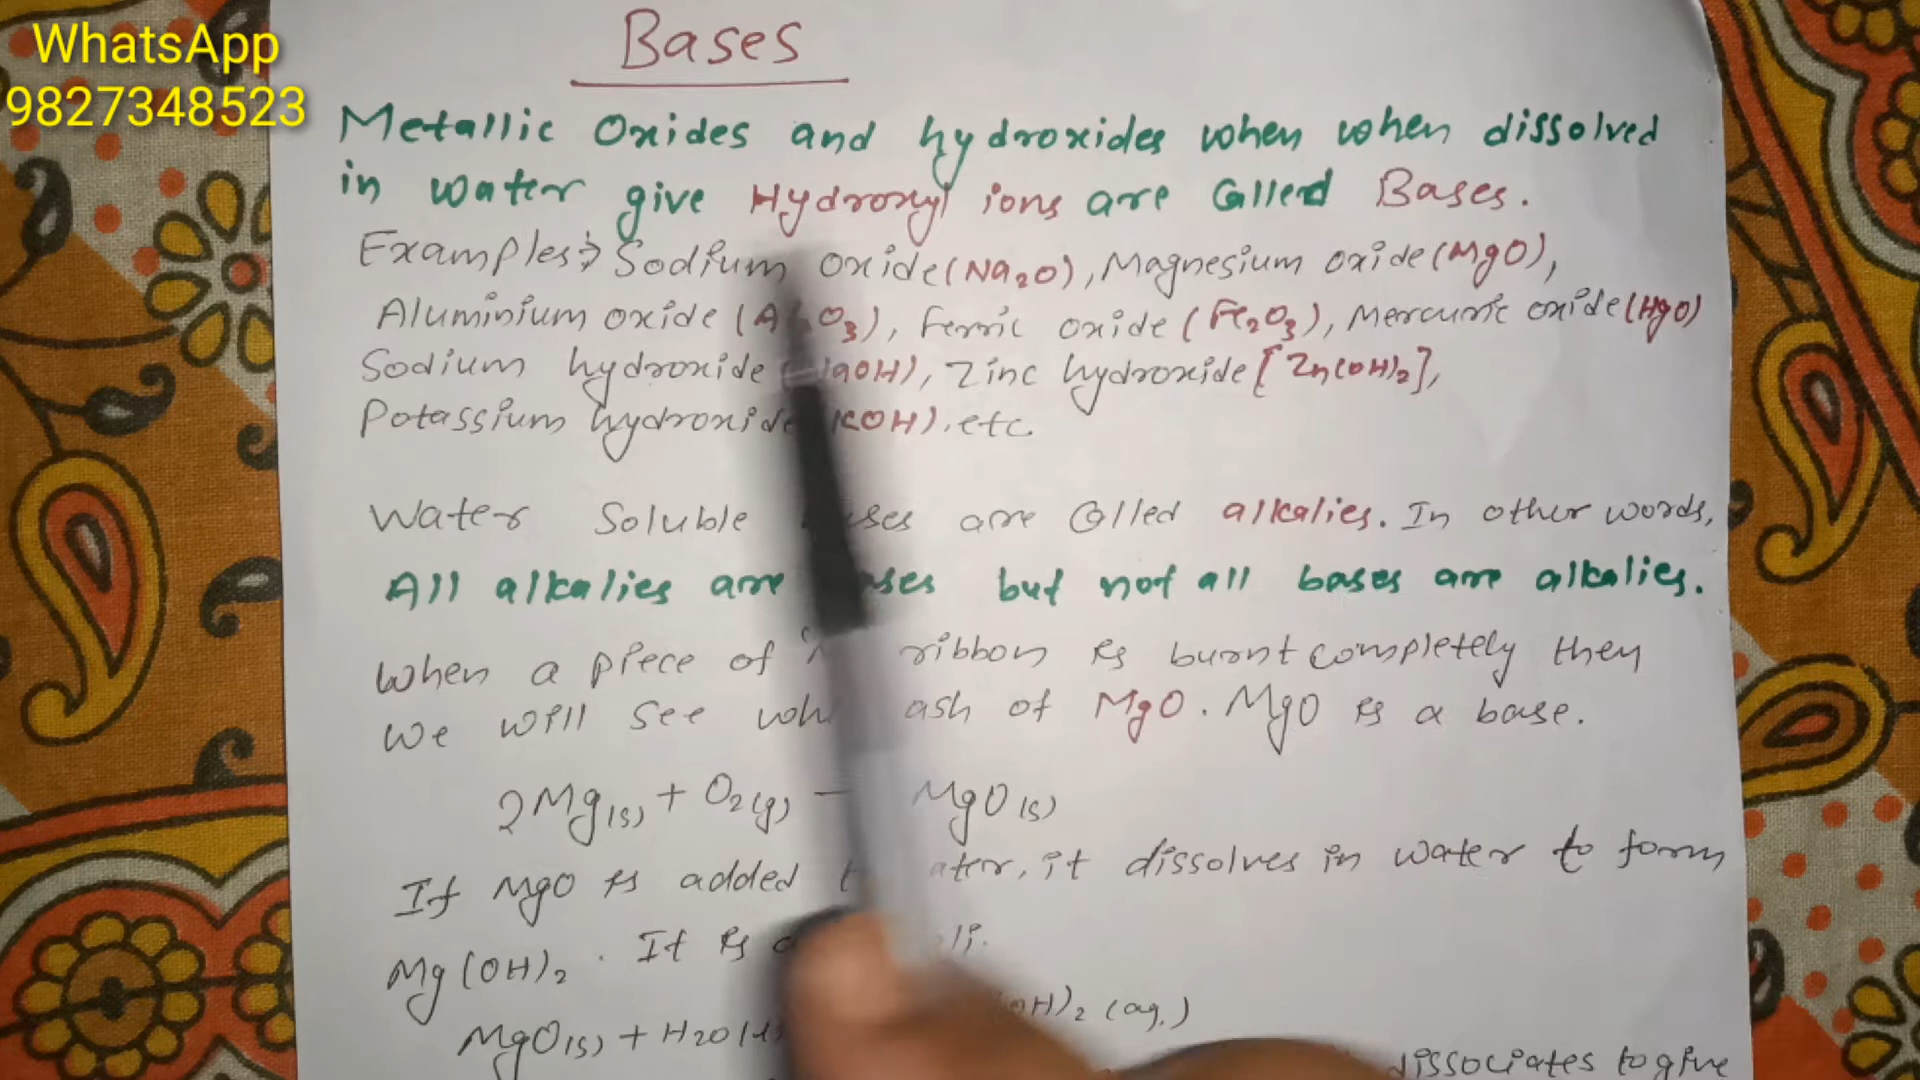 WhatsApp
9827348523
Bases
Metallic Oxides and hydroxides when when dissolved
in water give Hydroxyl ions are Called Bases.
Examples:> Sodium oxide (Na2O), Magnesium oxide (MgO),
Aluminium oxide (A O3), Ferric oxide (Fe2O3), Mercuric oxide (HgO)
Sodium hydroxide aOH), Zinc hydroxide [Zn(OH)2],
Potassium hydroxide KOH). etc.
Water Soluble are Called alkalies. In other words,
All alkalies are but not all bases are alkalies.
When a piece of ribbon is burnt completely then
We will see ash of MgO. MgO is a base.
2Mg(s) + O2(g) MgO(s)
If MgO is added , it dissolves in water to form
Mg(OH)2. It is
MgO(s) + H2O OH)2 (aq.)
dissociates to give